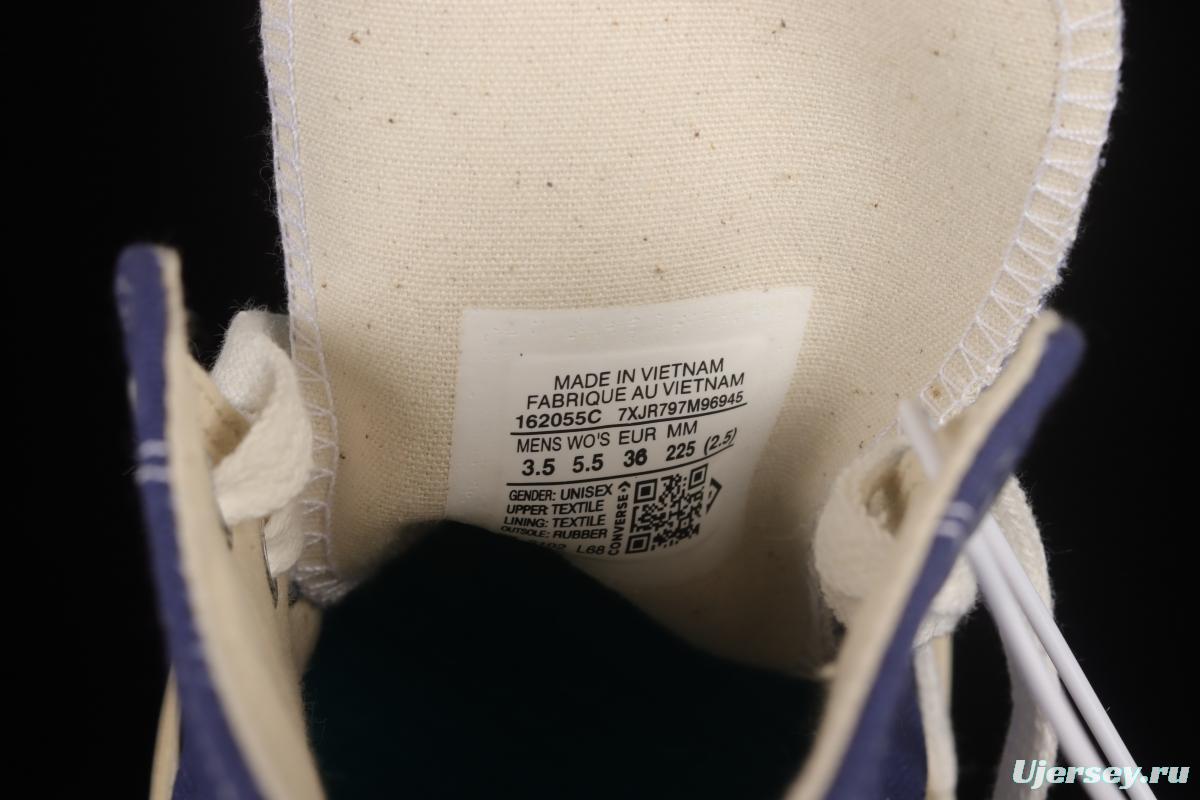 MADE IN VIETNAM
FABRIQUE AU VIETNAM
162055C 7XJR797M96945
MENS WO'S EUR MM
3.5 5.5 36 225 (2.5)
GENDER: UNISEX
UPPER: TEXTILE
LINING: TEXTILE
OUTSOLE: RUBBER
L68
CONVERSE
Ujersey.ru